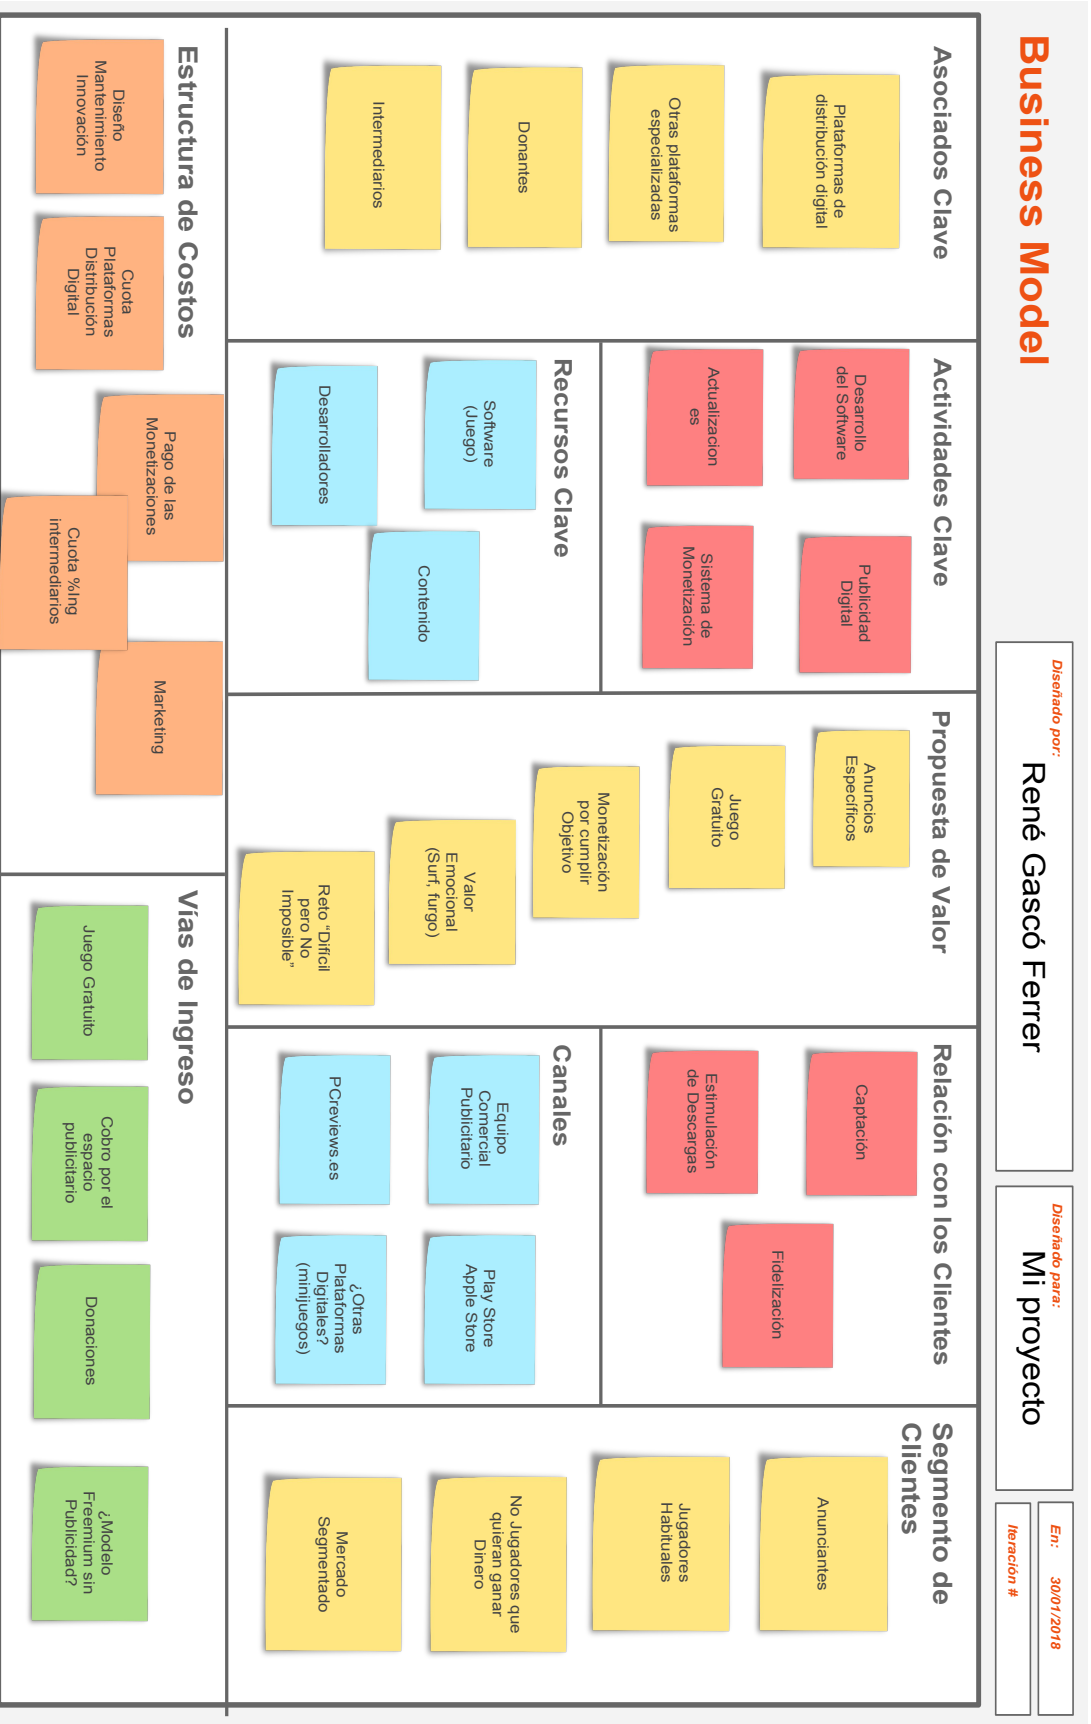 Business Model
Diseñado por:
René Gascó Ferrer
Diseñado para:
Mi proyecto
En: 30/01/2018
Iteración #
Asociados Clave
Plataformas de
distribución digital
Otras plataformas
especializadas
Donantes
Intermediarios
Actividades Clave
Desarrollo
del Software
Publicidad
Digital
Actualizacion
es
Sistema de
Monetización
Recursos Clave
Software
(Juego)
Desarrolladores
Contenido
Propuesta de Valor
Anuncios
Específicos
Juego
Gratuito
Monetización
por cumplir
Objetivo
Valor
Emocional
(Surf, furgo)
Reto “Difícil
pero No
Imposible”
Relación con los Clientes
Captación
Estimulación
de Descargas
Fidelización
Canales
Equipo
Comercial
Publicitario
Play Store
Apple Store
PCreviews.es
¿Otras
Plataformas
Digitales?
(minijuegos)
Segmento de
Clientes
Anunciantes
Jugadores
Habituales
No Jugadores que
quieran ganar
Dinero
Mercado
Segmentado
Estructura de Costos
Diseño
Mantenimiento
Innovación
Cuota
Plataformas
Distribución
Digital
Pago de las
Monetizaciones
Cuota %Ing
intermediarios
Marketing
Vías de Ingreso
Juego Gratuito
Cobro por el
espacio
publicitario
Donaciones
¿Modelo
Freemium sin
Publicidad?